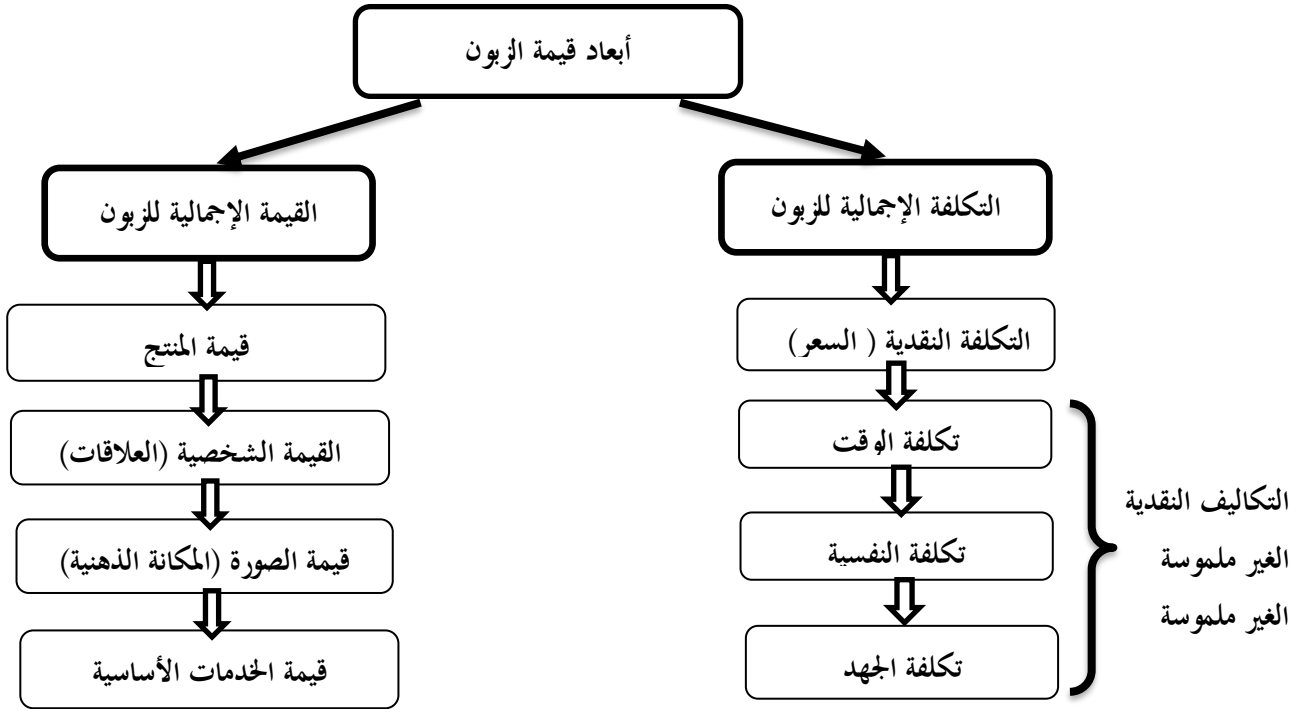 أبعاد قيمة الزبون
التكلفة الإجمالية للزبون
القيمة الإجمالية للزبون
التكلفة النقدية ( السعر)
تكلفة الوقت
تكلفة النفسية
تكلفة الجهد
التكاليف النقدية
الغير ملموسة
الغير ملموسة
قيمة المنتج
القيمة الشخصية (العلاقات)
قيمة الصورة (المكانة الذهنية)
قيمة الخدمات الأساسية